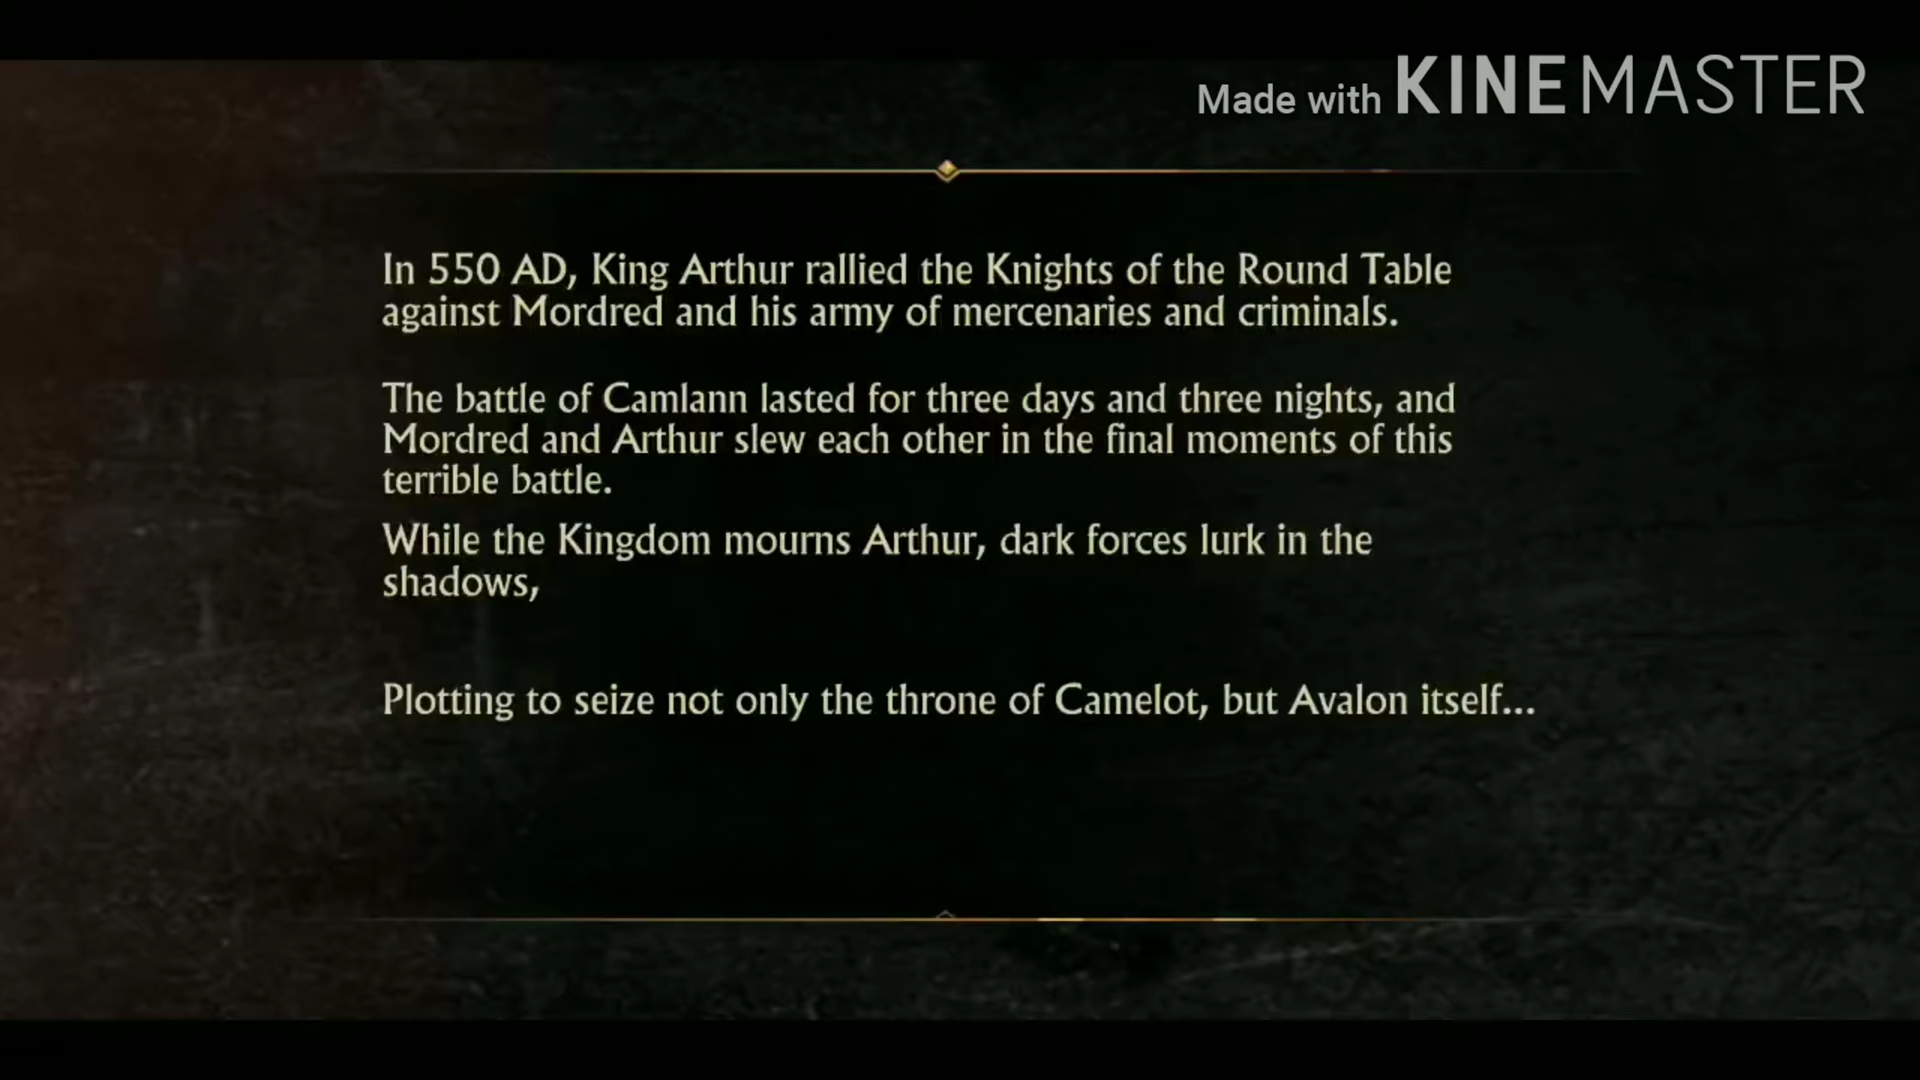 Made with KINEMASTER
In 550 AD, King Arthur rallied the Knights of the Round Table
against Mordred and his army of mercenaries and criminals.
The battle of Camlann lasted for three days and three nights, and
Mordred and Arthur slew each other in the final moments of this
terrible battle.
While the Kingdom mourns Arthur, dark forces lurk in the
shadows,
Plotting to seize not only the throne of Camelot, but Avalon itself...